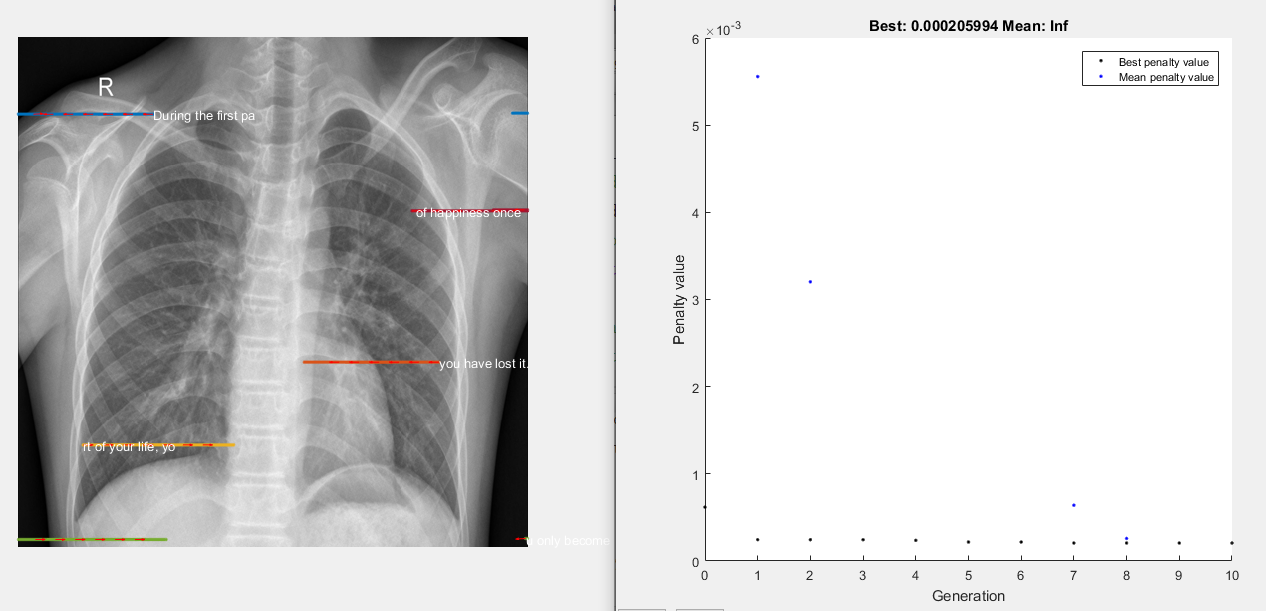 R
During the first pa
of happiness once
you have lost it.
rt of your life, yo
u only become
×10⁻³
Best: 0.000205994 Mean: Inf
Best penalty value
Mean penalty value
Penalty value
6
5
4
3
2
1
0
0 1 2 3 4 5 6 7 8 9 10
Generation